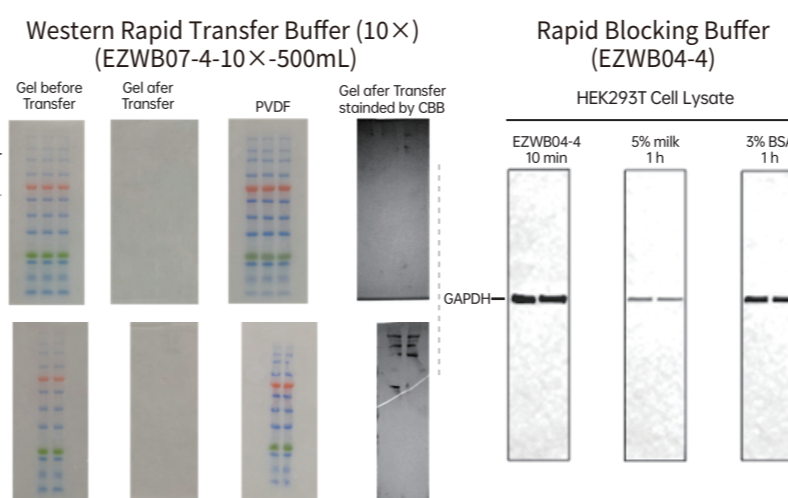 Western Rapid Transfer Buffer (10×)
(EZWB07-4-10×-500mL)
Gel before
Transfer
Gel afer
Transfer
PVDF
Gel afer Transfer
stainded by CBB
Rapid Blocking Buffer
(EZWB04-4)
HEK293T Cell Lysate
EZWB04-4
10 min
5% milk
1 h
3% BSA
1 h
GAPDH